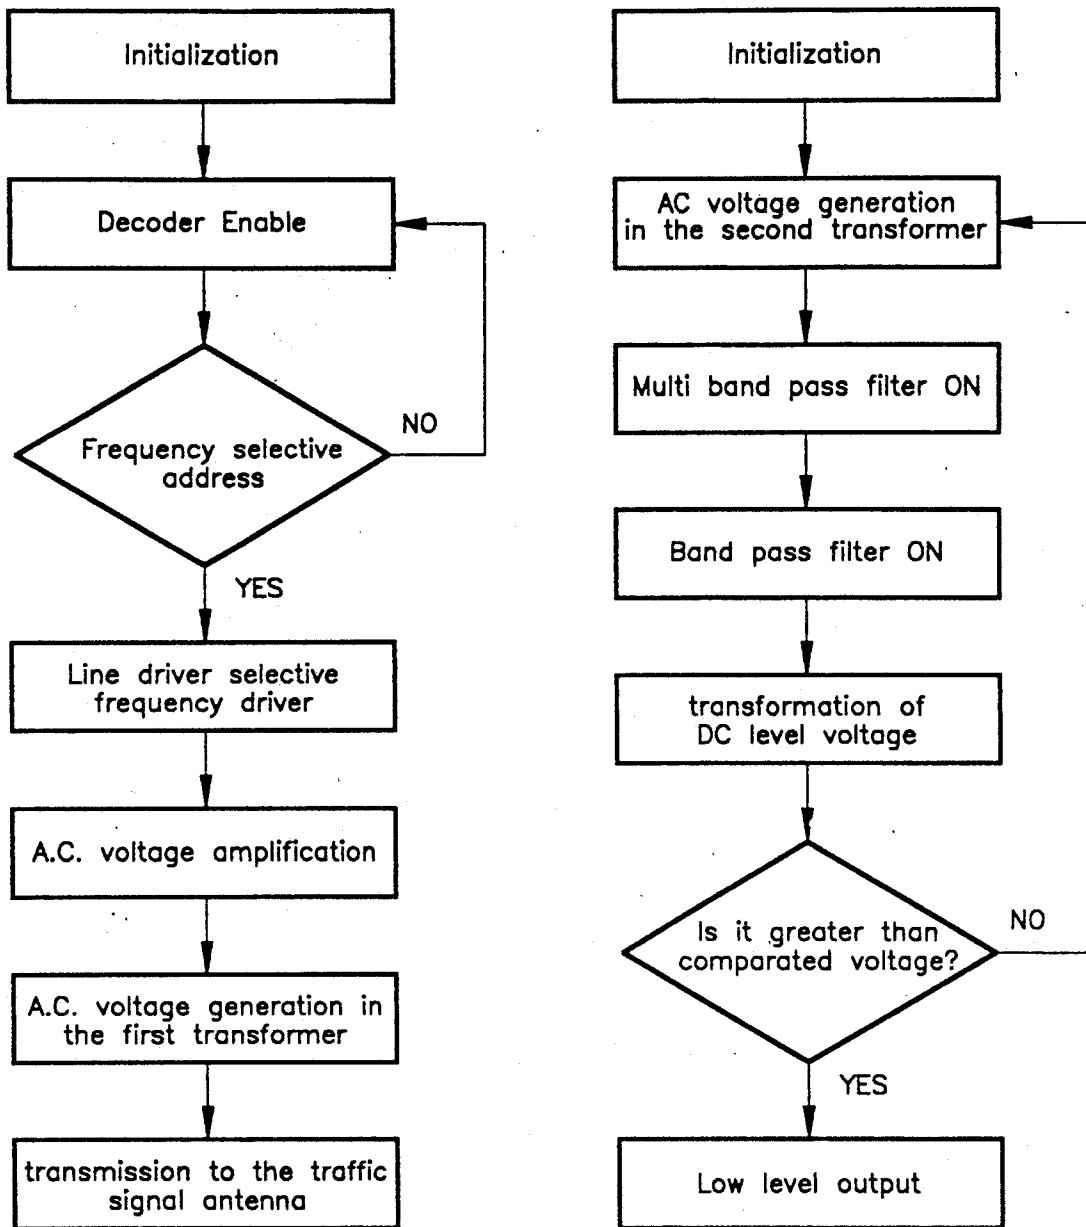 Initialization
Decoder Enable
Frequency selective
address
NO
YES
Line driver selective
frequency driver
A.C. voltage amplification
A.C. voltage generation in
the first transformer
transmission to the traffic
signal antenna
Initialization
AC voltage generation
in the second transformer
Multi band pass filter ON
Band pass filter ON
transformation of
DC level voltage
Is it greater than
comparated voltage?
NO
YES
Low level output